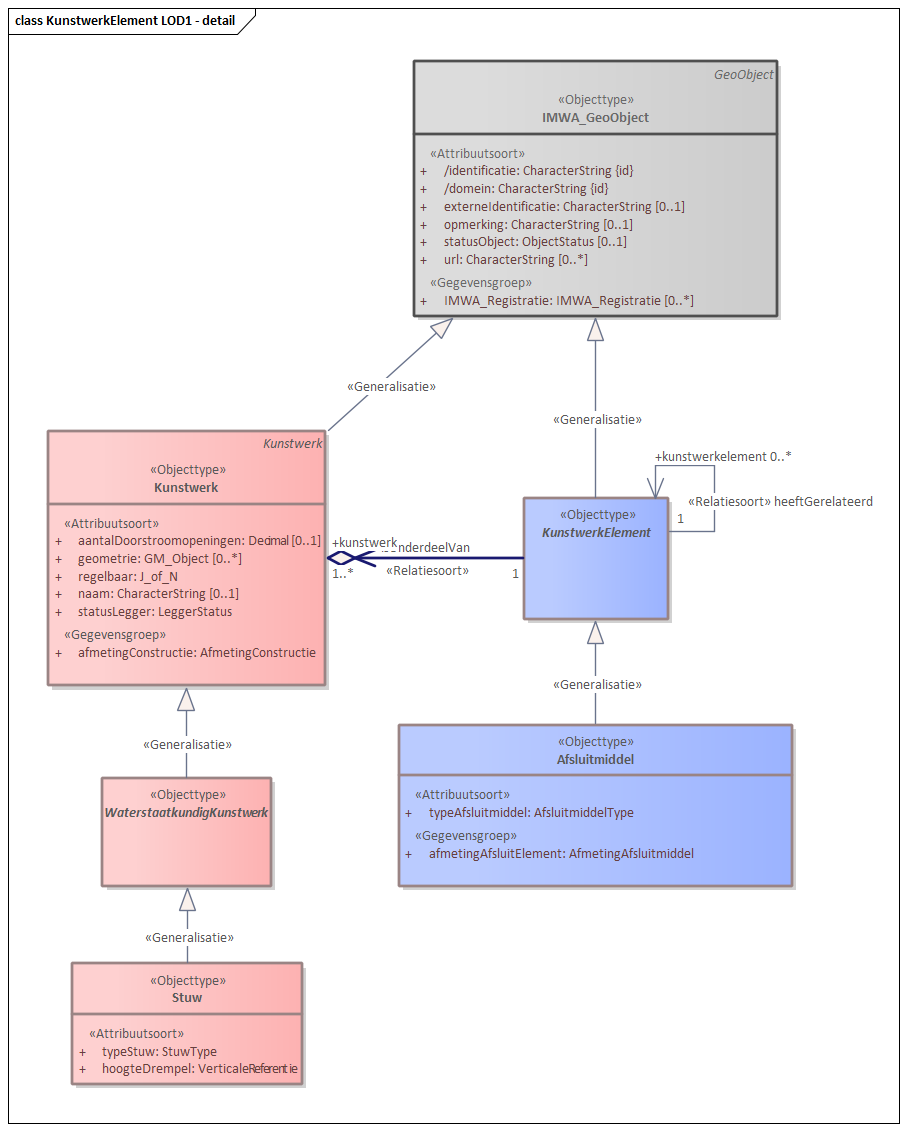 class KunstwerkElement LOD1 - detail
GeoObject
«Objecttype»
IMWA_GeoObject
«Attribuutsoort»
+ /identificatie: CharacterString {id}
+ /domein: CharacterString {id}
+ externeIdentificatie: CharacterString [0..1]
+ opmerking: CharacterString [0..1]
+ statusObject: ObjectStatus [0..1]
+ url: CharacterString [0..*]
«Gegevensgroep»
+ IMWA_Registratie: IMWA_Registratie [0..*]
«Generalisatie»
«Generalisatie»
Kunstwerk
«Objecttype»
Kunstwerk
«Attribuutsoort»
+ aantalDoorstroomopeningen: Decimal [0..1]
+ geometrie: GM_Object [0..*]
+ regelbaar: J_of_N
+ naam: CharacterString [0..1]
+ statusLegger: LeggerStatus
«Gegevensgroep»
+ afmetingConstructie: AfmetingConstructie
+kunstwerkelement 0..*
«Relatiesoort» heeftGerelateerd
1
«Objecttype»
KunstwerkElement
+kunstwerk
1..*
«Relatiesoort»
1
«Generalisatie»
«Objecttype»
Afsluitmiddel
«Attribuutsoort»
+ typeAfsluitmiddel: AfsluitmiddelType
«Gegevensgroep»
+ afmetingAfsluitElement: AfmetingAfsluitmiddel
«Generalisatie»
«Objecttype»
WaterstaatkundigKunstwerk
«Generalisatie»
«Objecttype»
Stuw
«Attribuutsoort»
+ typeStuw: StuwType
+ hoogteDrempel: VerticaleReferentie